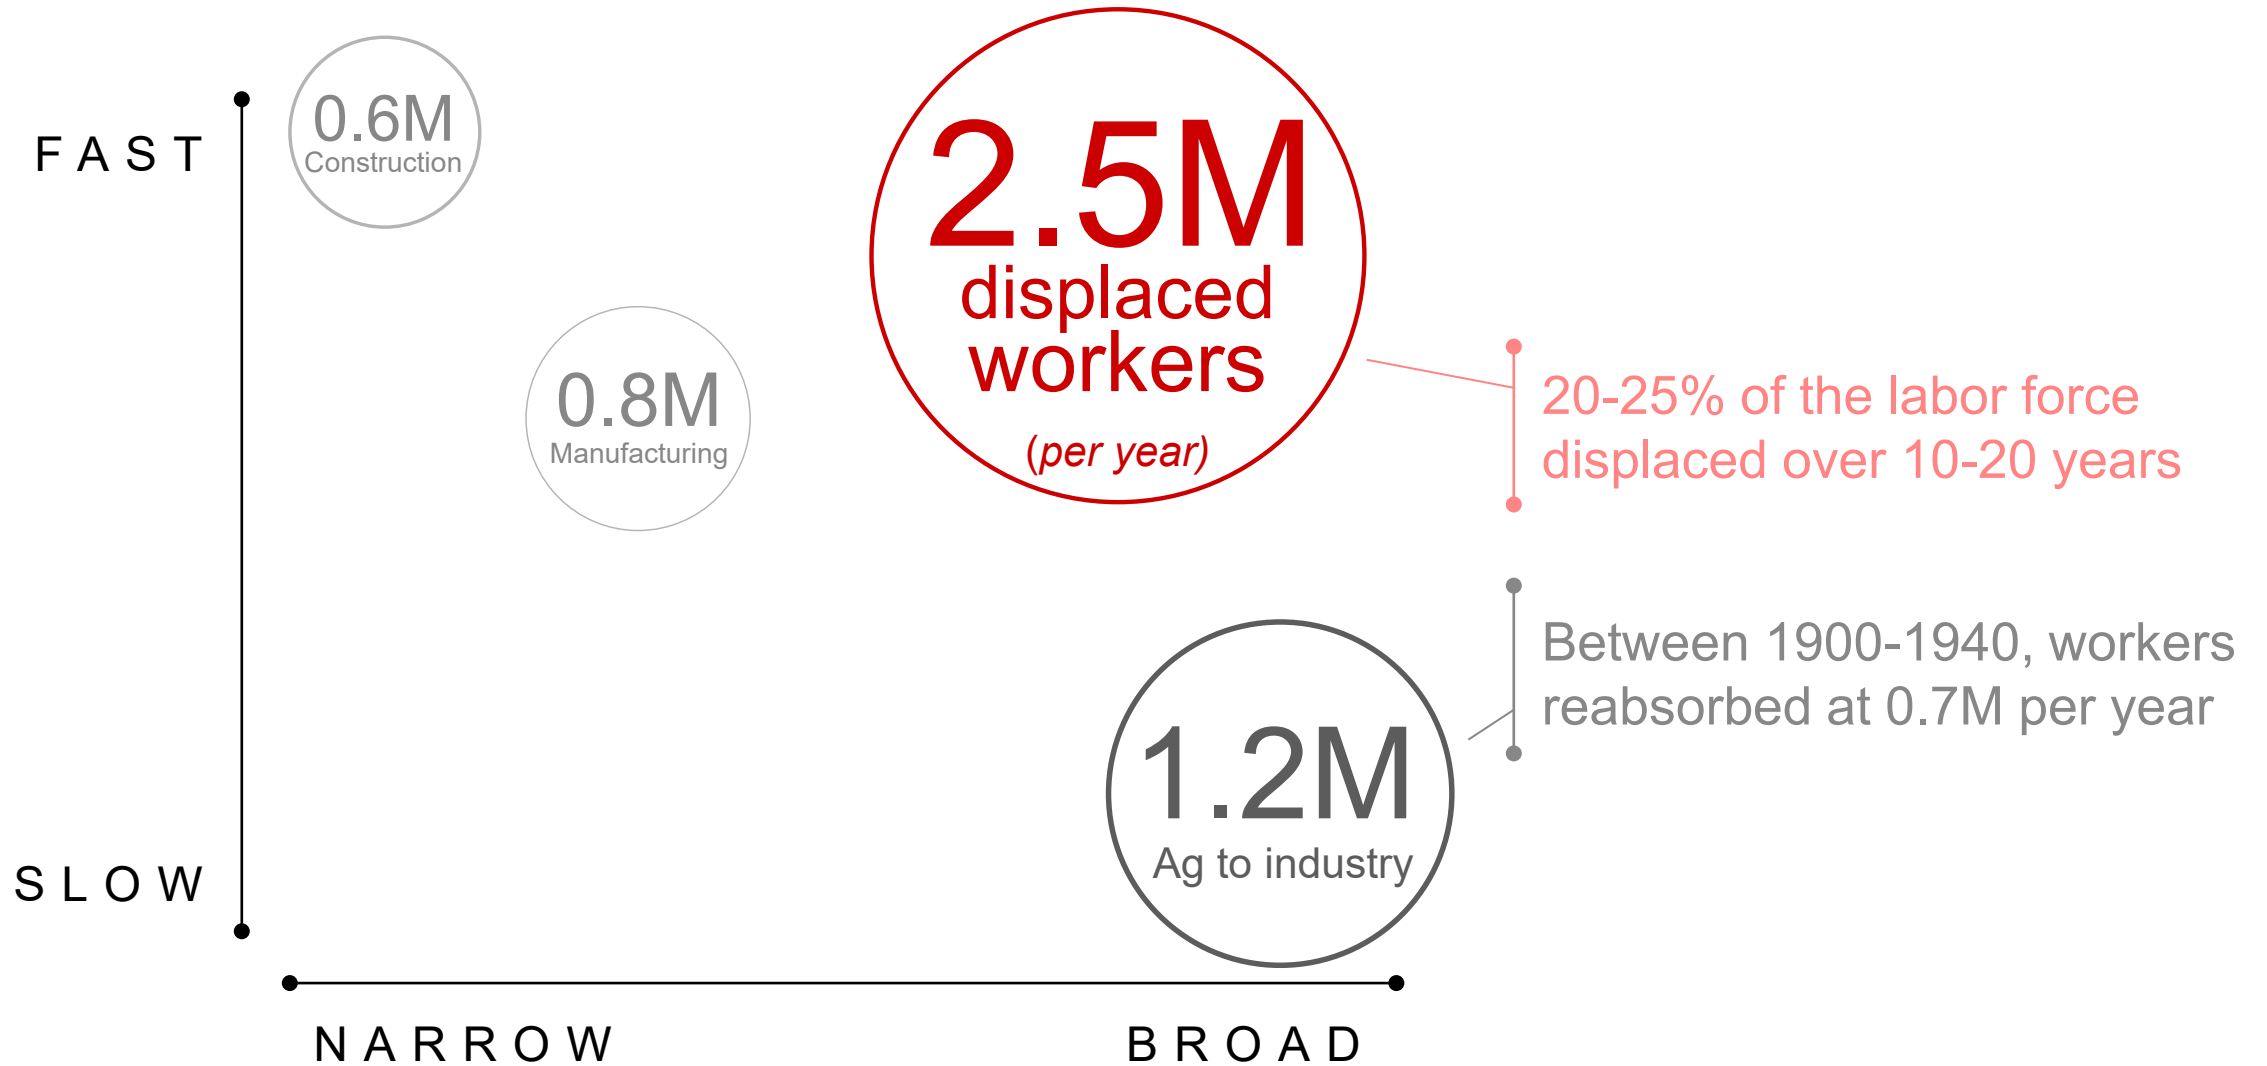 FAST
0.6M
Construction
2.5M
displaced
workers
(per year)
0.8M
Manufacturing
20-25% of the labor force
displaced over 10-20 years
Between 1900-1940, workers
reabsorbed at 0.7M per year
1.2M
Ag to industry
SLOW
NARROW
BROAD